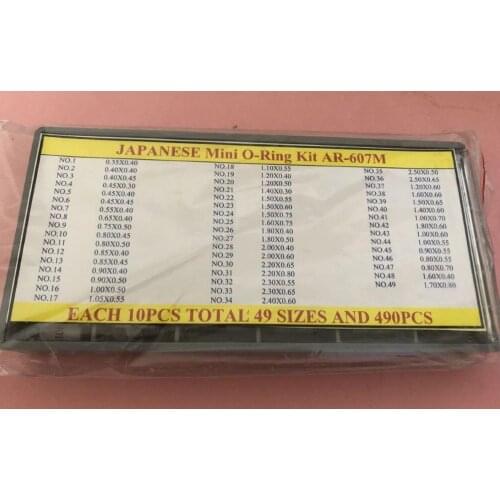 JAPANESE Mini O-Ring Kit AR-607M
NO.1 0.35X0.40
NO.2 0.40X0.40
NO.3 0.40X0.45
NO.4 0.45X0.30
NO.5 0.45X0.40
NO.6 0.45X0.45
NO.7 0.55X0.40
NO.8 0.65X0.40
NO.9 0.75X0.50
NO.10 0.80X0.40
NO.11 0.80X0.50
NO.12 0.85X0.40
NO.13 0.85X0.45
NO.14 0.90X0.40
NO.15 0.90X0.50
NO.16 1.00X0.50
NO.17 1.05X0.55
NO.18 1.10X0.55
NO.19 1.20X0.40
NO.20 1.20X0.50
NO.21 1.40X0.30
NO.22 1.50X0.55
NO.23 1.50X0.60
NO.24 1.50X0.75
NO.25 1.60X0.75
NO.26 1.80X0.40
NO.27 1.80X0.50
NO.28 2.00X0.40
NO.29 2.00X0.60
NO.30 2.20X0.65
NO.31 2.20X0.80
NO.32 2.30X0.55
NO.33 2.30X0.65
NO.34 2.40X0.60
NO.35 2.50X0.50
NO.36 2.50X0.65
NO.37 1.20X0.60
NO.38 1.60X0.60
NO.39 1.50X0.60
NO.40 1.40X0.60
NO.41 1.00X0.70
NO.42 1.80X0.60
NO.43 1.00X0.60
NO.44 1.00X0.55
NO.45 0.90X0.55
NO.46 0.80X0.55
NO.47 0.80X0.70
NO.48 1.60X0.40
NO.49 1.70X0.80
EACH 10PCS TOTAL 49 SIZES AND 490PCS